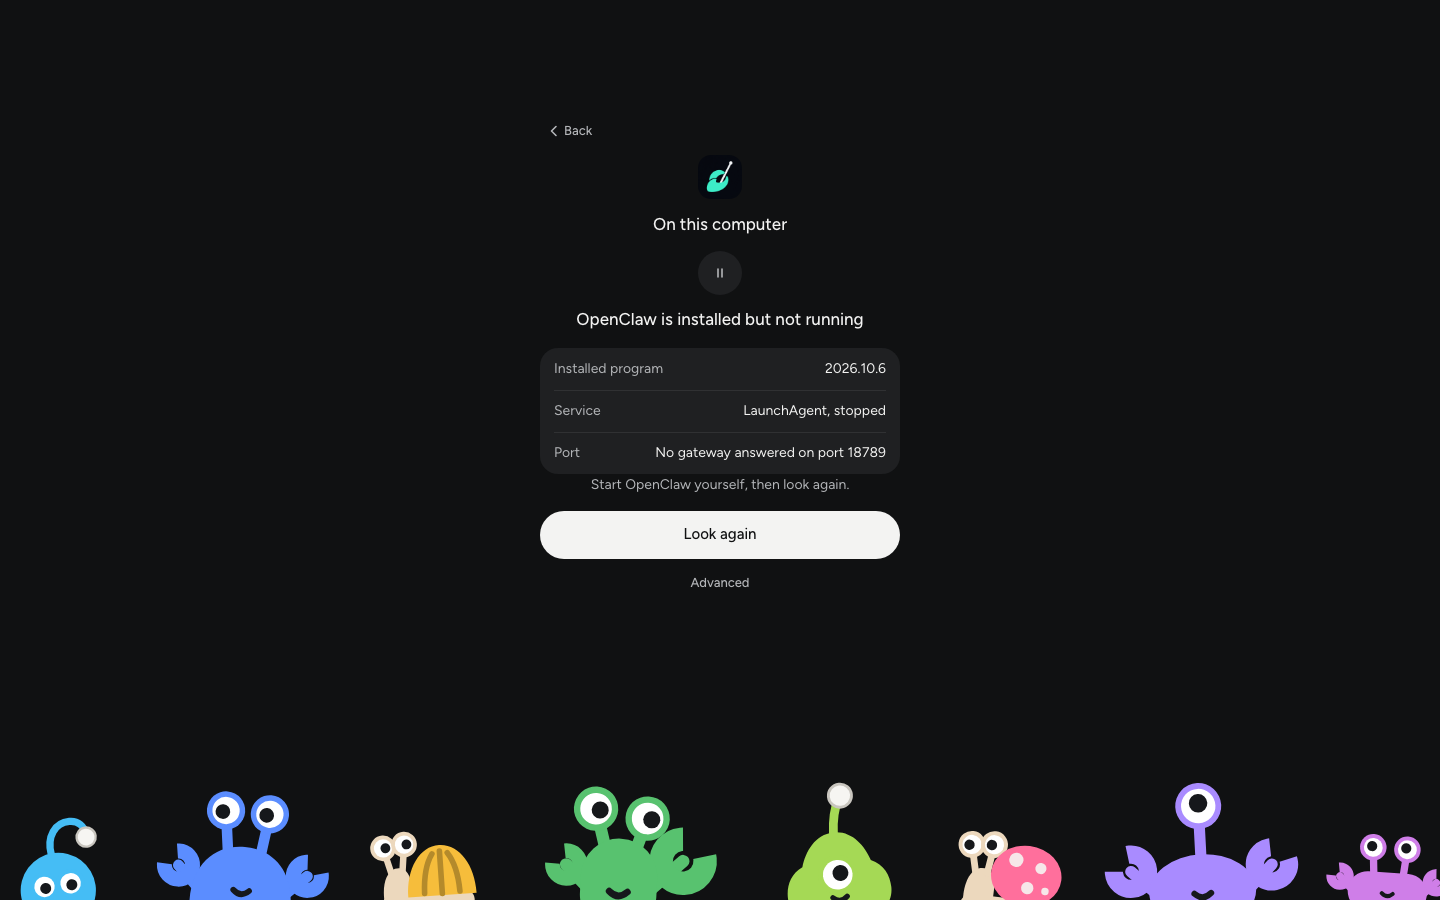 Back
On this computer
OpenClaw is installed but not running
Installed program 2026.10.6
Service LaunchAgent, stopped
Port No gateway answered on port 18789
Start OpenClaw yourself, then look again.
Look again
Advanced